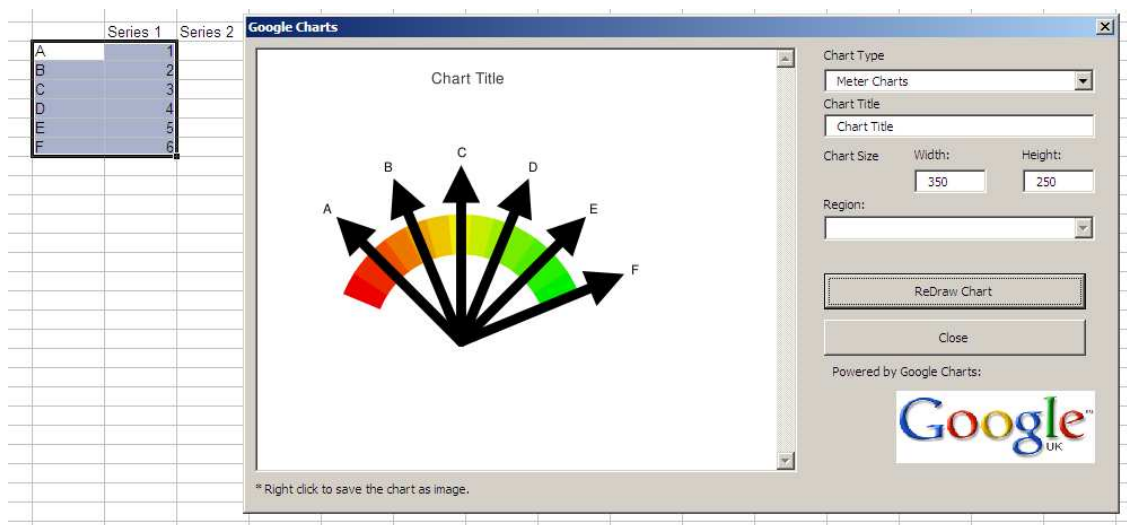 Series 1 Series 2
A 1
B 2
C 3
D 4
E 5
F 6
Google Charts
Chart Title
C
B D
A E
F
* Right click to save the chart as image.
Chart Type
Meter Charts
Chart Title
Chart Title
Chart Size Width: Height:
350 250
Region:
ReDraw Chart
Close
Powered by Google Charts:
Google™
UK